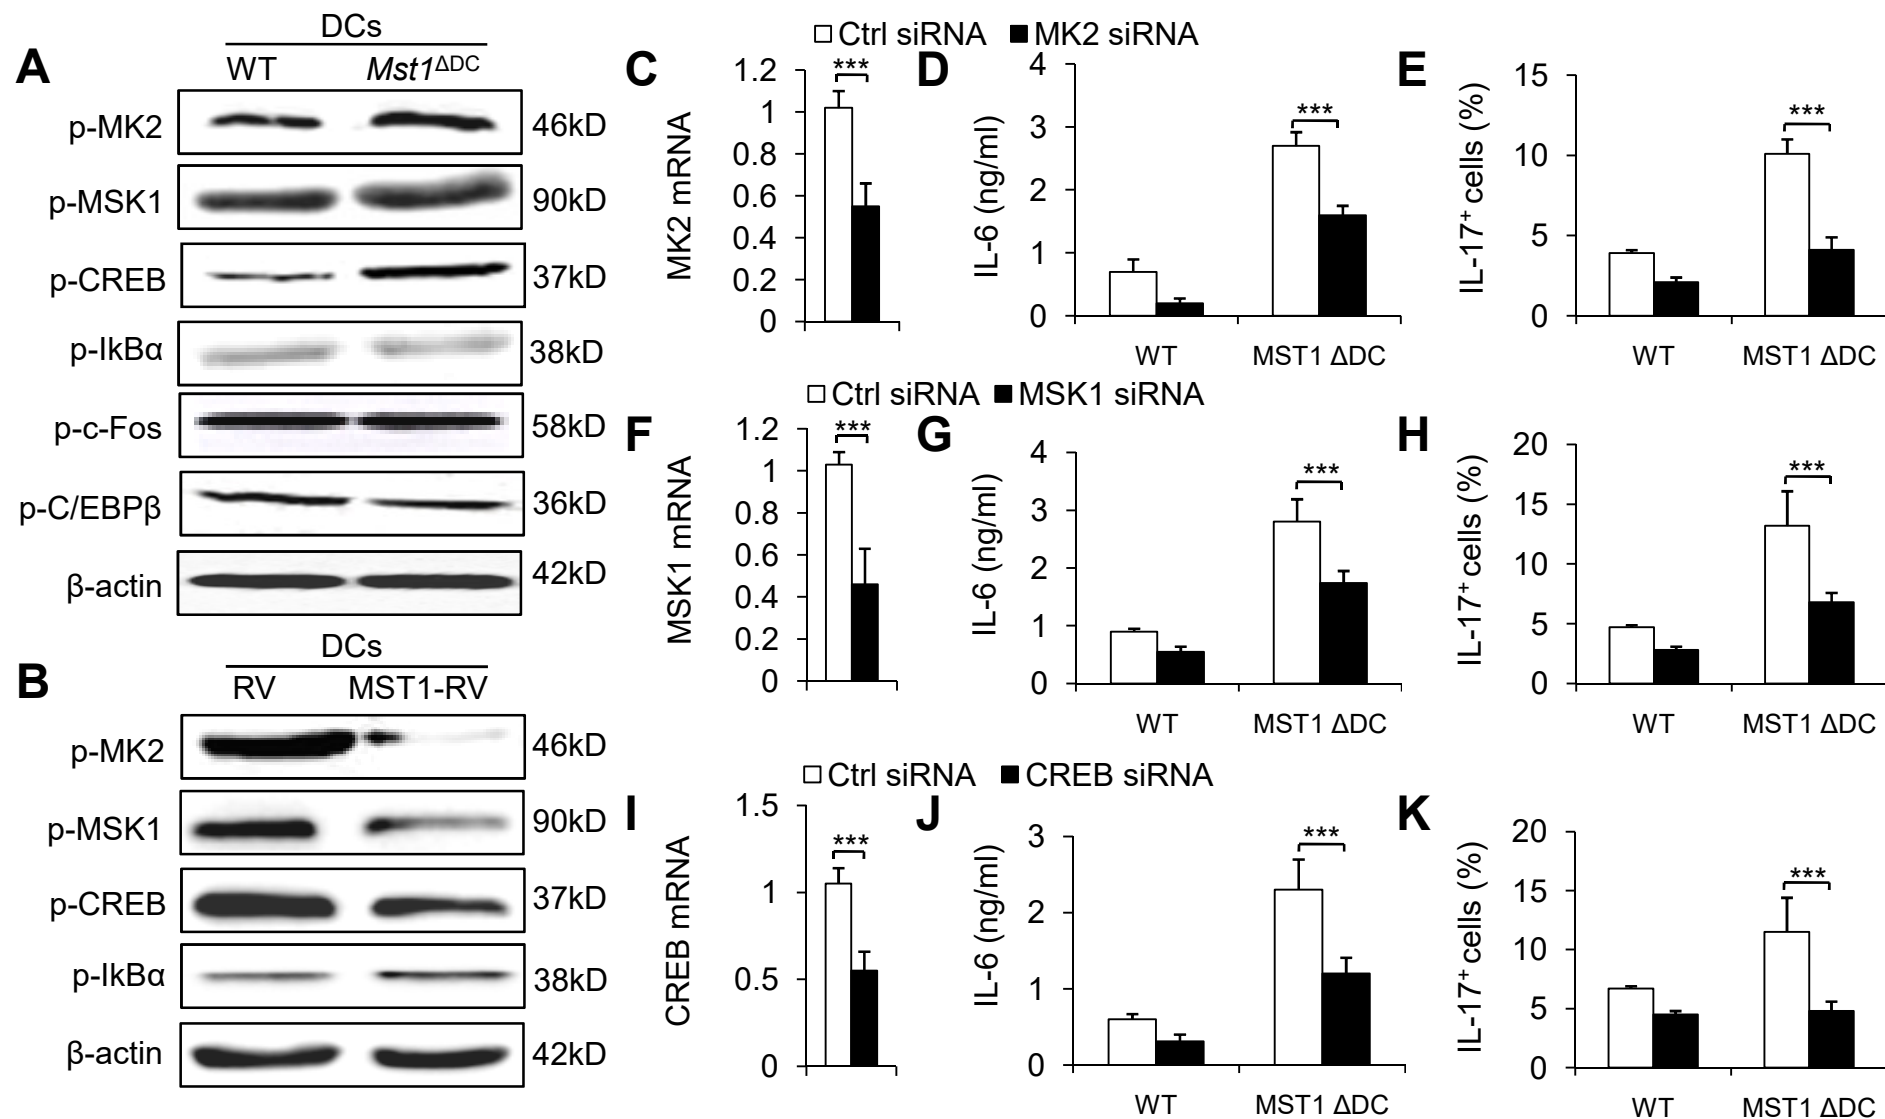 A
DCs
WT Mst1ΔDC
p-MK2 46kD
p-MSK1 90kD
p-CREB 37kD
p-IkBα 38kD
p-c-Fos 58kD
p-C/EBPβ 36kD
β-actin 42kD
B
DCs
RV MST1-RV
p-MK2 46kD
p-MSK1 90kD
p-CREB 37kD
p-IkBα 38kD
β-actin 42kD
Ctrl siRNA MK2 siRNA
C
MK2 mRNA
1.2
1
0.8
0.6
0.4
0.2
0
***
D
IL-6 (ng/ml)
4
3
2
1
0
***
WT MST1 ΔDC
E
IL-17+ cells (%)
15
10
5
0
***
WT MST1 ΔDC
Ctrl siRNA MSK1 siRNA
F
MSK1 mRNA
1.2
1
0.8
0.6
0.4
0.2
0
***
G
IL-6 (ng/ml)
4
3
2
1
0
***
WT MST1 ΔDC
H
IL-17+ cells (%)
20
15
10
5
0
***
WT MST1 ΔDC
Ctrl siRNA CREB siRNA
I
CREB mRNA
1.5
1
0.5
0
***
J
IL-6 (ng/ml)
3
2
1
0
***
WT MST1 ΔDC
K
IL-17+ cells (%)
20
15
10
5
0
***
WT MST1 ΔDC